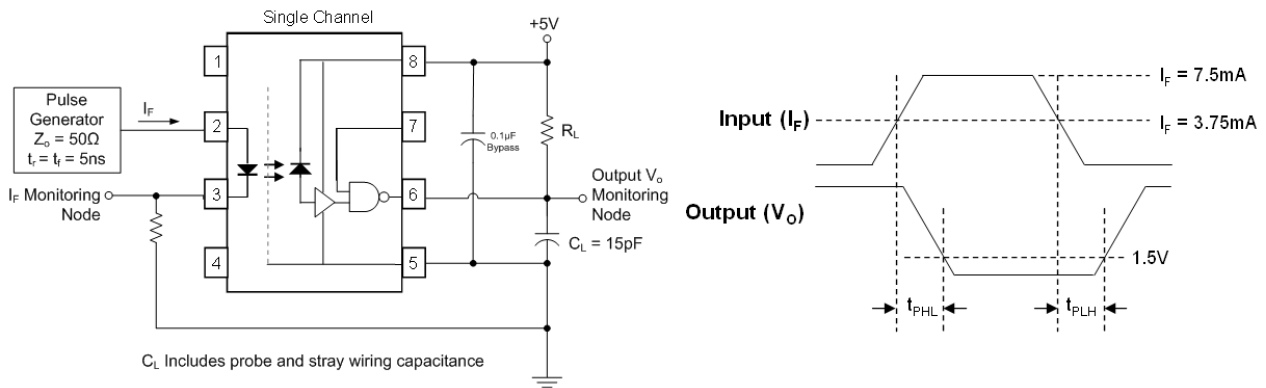 Single Channel
+5V
1
8
Pulse
Generator
Z₀ = 50Ω
tᵣ = t_f = 5ns
I_F
2
7
0.1µF
Bypass
R_L
I_F Monitoring
Node
3
6
Output V₀
Monitoring
Node
4
5
C_L = 15pF
C_L Includes probe and stray wiring capacitance
Input (I_F)
I_F = 7.5mA
I_F = 3.75mA
Output (V_O)
1.5V
t_PHL
t_PLH